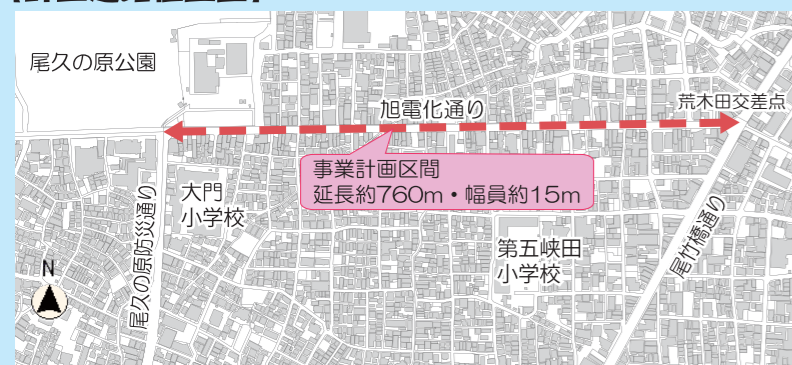 尾久の原公園
旭電化通り
荒木田交差点
事業計画区間
延長約760m・幅員約15m
大門
小学校
尾久の原防災通り
第五峡田
小学校
尾竹橋通り
N